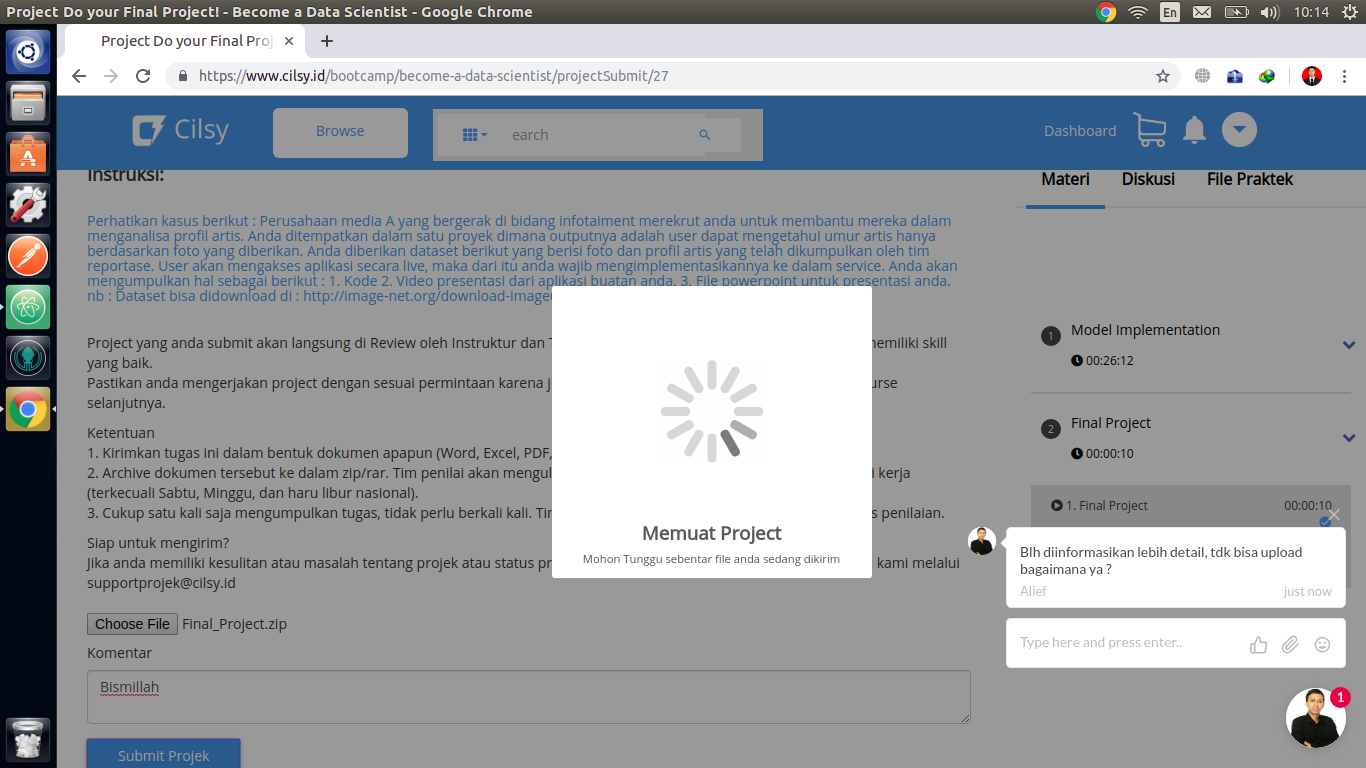 Project Do your Final Project! - Become a Data Scientist - Google Chrome
En
10:14
Project Do your Final Proj
https://www.cilsy.id/bootcamp/become-a-data-scientist/projectSubmit/27
Cilsy
Browse
earch
Dashboard
Instruksi:
Perhatikan kasus berikut : Perusahaan media A yang bergerak di bidang infotaiment merekrut anda untuk membantu mereka dalam
menganalisa profil artis. Anda ditempatkan dalam satu proyek dimana outputnya adalah user dapat mengetahui umur artis hanya
berdasarkan foto yang diberikan. Anda diberikan dataset berikut yang berisi foto dan profil artis yang telah dikumpulkan oleh tim
reportase. User akan mengakses aplikasi secara live, maka dari itu anda wajib mengimplementasikannya ke dalam service. Anda akan
mengumpulkan hal sebagai berikut : 1. Kode 2. Video presentasi dari aplikasi buatan anda. 3. File powerpoint untuk presentasi anda.
nb : Dataset bisa didownload di : http://image-net.org/download-image
Project yang anda submit akan langsung di Review oleh Instruktur dan memiliki skill
yang baik.
Pastikan anda mengerjakan project dengan sesuai permintaan karena urse
selanjutnya.
Ketentuan
1. Kirimkan tugas ini dalam bentuk dokumen apapun (Word, Excel, PDF,
2. Archive dokumen tersebut ke dalam zip/rar. Tim penilai akan i kerja
(terkecuali Sabtu, Minggu, dan haru libur nasional).
3. Cukup satu kali saja mengumpulkan tugas, tidak perlu berkali kali. s penilaian.
Siap untuk mengirim?
Jika anda memiliki kesulitan atau masalah tentang projek atau status kami melalui
supportprojek@cilsy.id
Choose File Final_Project.zip
Komentar
Bismillah
Submit Projek
Memuat Project
Mohon Tunggu sebentar file anda sedang dikirim
Materi Diskusi File Praktek
1 Model Implementation
00:26:12
2 Final Project
00:00:10
1. Final Project 00:00:10
Blh diinformasikan lebih detail, tdk bisa upload
bagaimana ya ?
Alief just now
Type here and press enter..
1